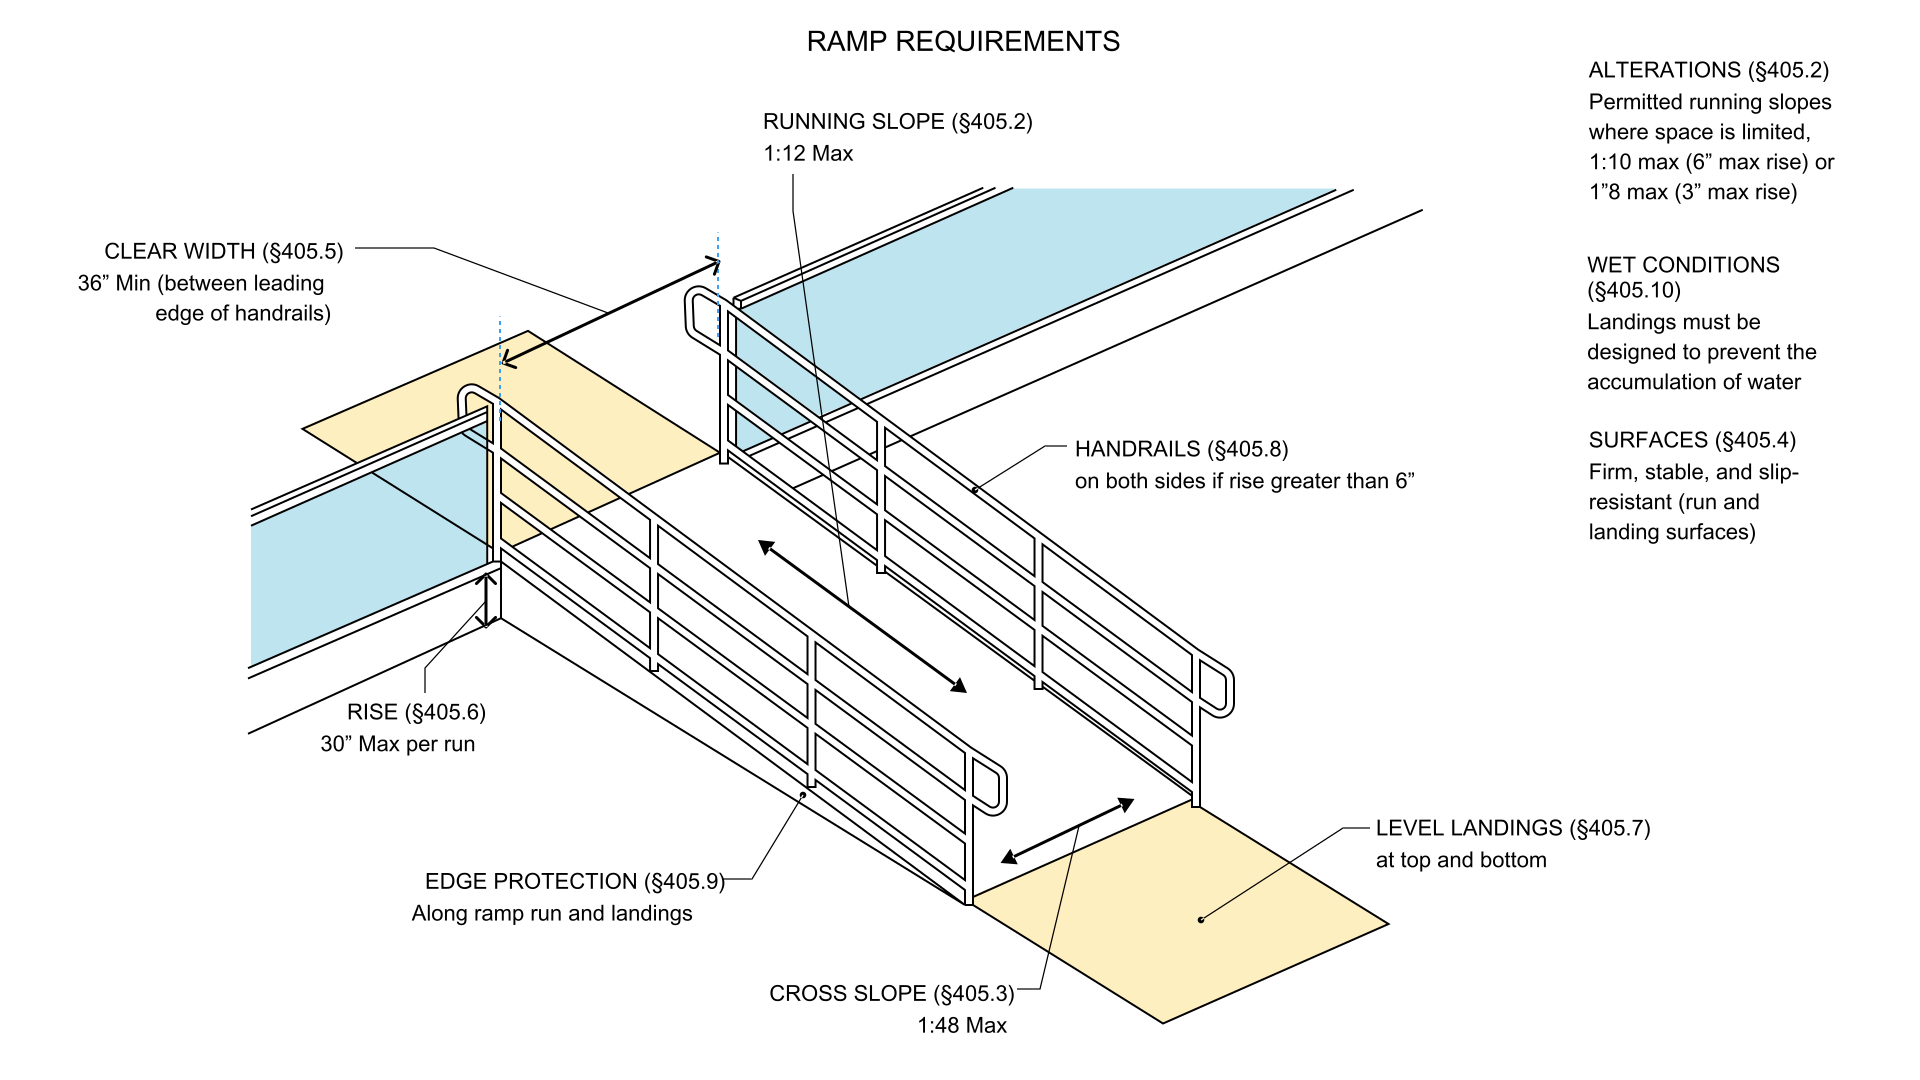 RAMP REQUIREMENTS
RUNNING SLOPE (§405.2)
1:12 Max
CLEAR WIDTH (§405.5)
36” Min (between leading
edge of handrails)
HANDRAILS (§405.8)
on both sides if rise greater than 6”
RISE (§405.6)
30” Max per run
EDGE PROTECTION (§405.9)
Along ramp run and landings
LEVEL LANDINGS (§405.7)
at top and bottom
CROSS SLOPE (§405.3)
1:48 Max
ALTERATIONS (§405.2)
Permitted running slopes
where space is limited,
1:10 max (6” max rise) or
1”8 max (3” max rise)
WET CONDITIONS
(§405.10)
Landings must be
designed to prevent the
accumulation of water
SURFACES (§405.4)
Firm, stable, and slip-
resistant (run and
landing surfaces)